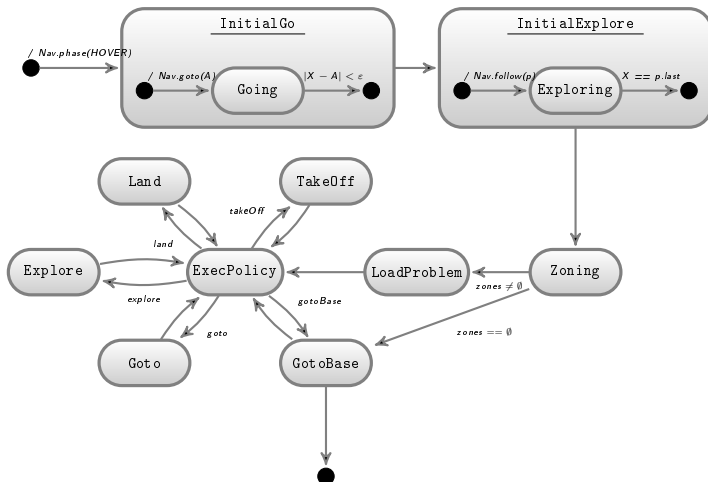 InitialGo
InitialExplore
/ Nav.phase(HOVER)
/ Nav.goto(A)
|X − A| < ε
/ Nav.follow(p)
X == p.last
Going
Exploring
Land
TakeOff
takeOff
land
Explore
ExecPolicy
LoadProblem
Zoning
zones ≠ ∅
explore
gotoBase
goto
zones == ∅
Goto
GotoBase